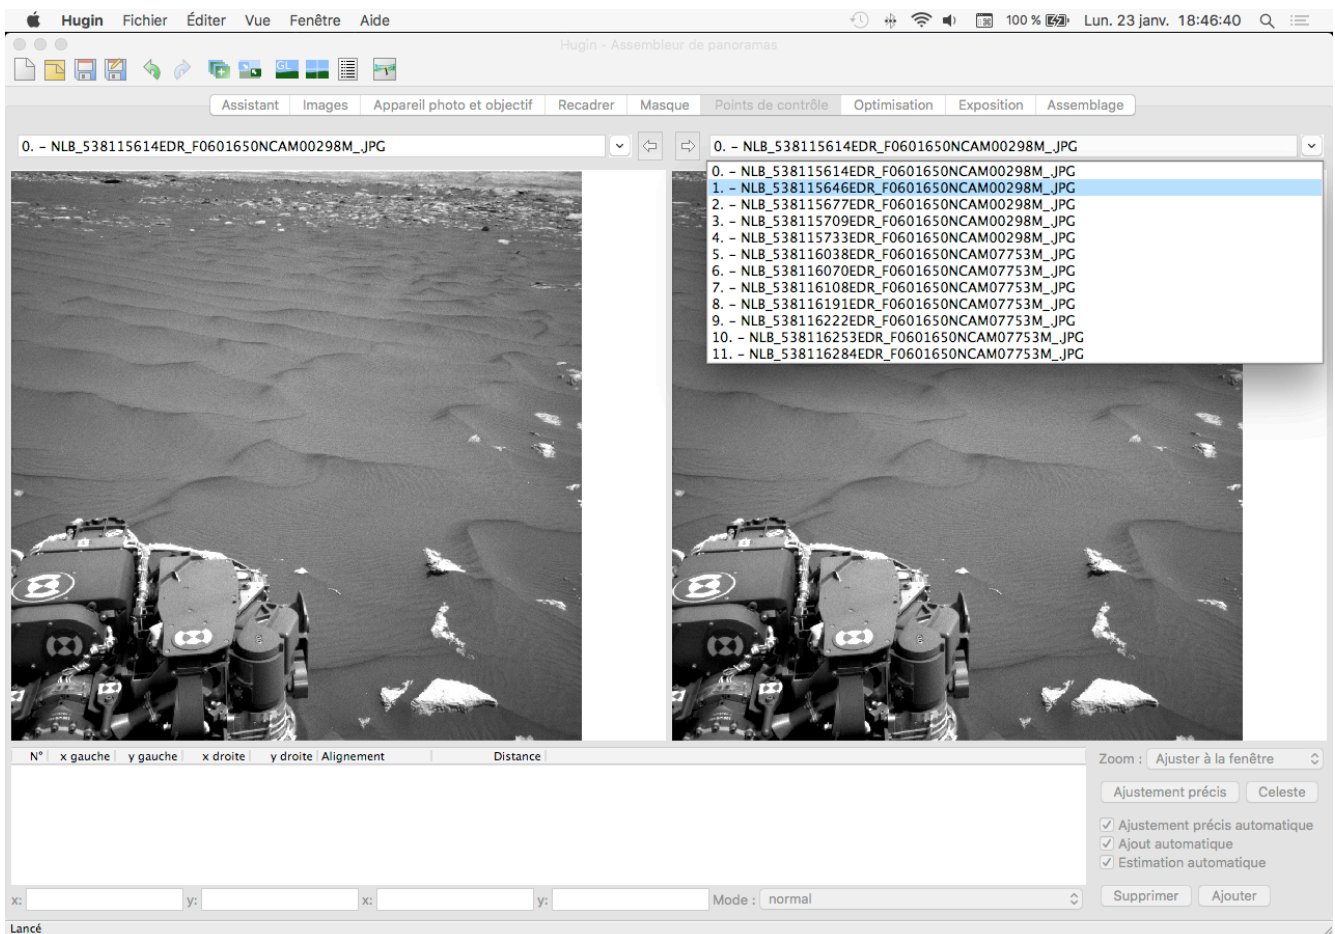 Hugin Fichier Éditer Vue Fenêtre Aide 100 % Lun. 23 janv. 18:46:40
Hugin - Assembleur de panoramas
GL
Assistant Images Appareil photo et objectif Recadrer Masque Points de contrôle Optimisation Exposition Assemblage
0. - NLB_538115614EDR_F0601650NCAM00298M_.JPG
0. - NLB_538115614EDR_F0601650NCAM00298M_.JPG
0. - NLB_538115614EDR_F0601650NCAM00298M_.JPG
1. - NLB_538115646EDR_F0601650NCAM00298M_.JPG
2. - NLB_538115677EDR_F0601650NCAM00298M_.JPG
3. - NLB_538115709EDR_F0601650NCAM00298M_.JPG
4. - NLB_538115733EDR_F0601650NCAM00298M_.JPG
5. - NLB_538116038EDR_F0601650NCAM07753M_.JPG
6. - NLB_538116070EDR_F0601650NCAM07753M_.JPG
7. - NLB_538116108EDR_F0601650NCAM07753M_.JPG
8. - NLB_538116191EDR_F0601650NCAM07753M_.JPG
9. - NLB_538116222EDR_F0601650NCAM07753M_.JPG
10. - NLB_538116253EDR_F0601650NCAM07753M_.JPG
11. - NLB_538116284EDR_F0601650NCAM07753M_.JPG
N° x gauche y gauche x droite y droite Alignement Distance
Zoom : Ajuster à la fenêtre
Ajustement précis Celeste
Ajustement précis automatique
Ajout automatique
Estimation automatique
x: y: x: y: Mode : normal
Supprimer Ajouter
Lancé